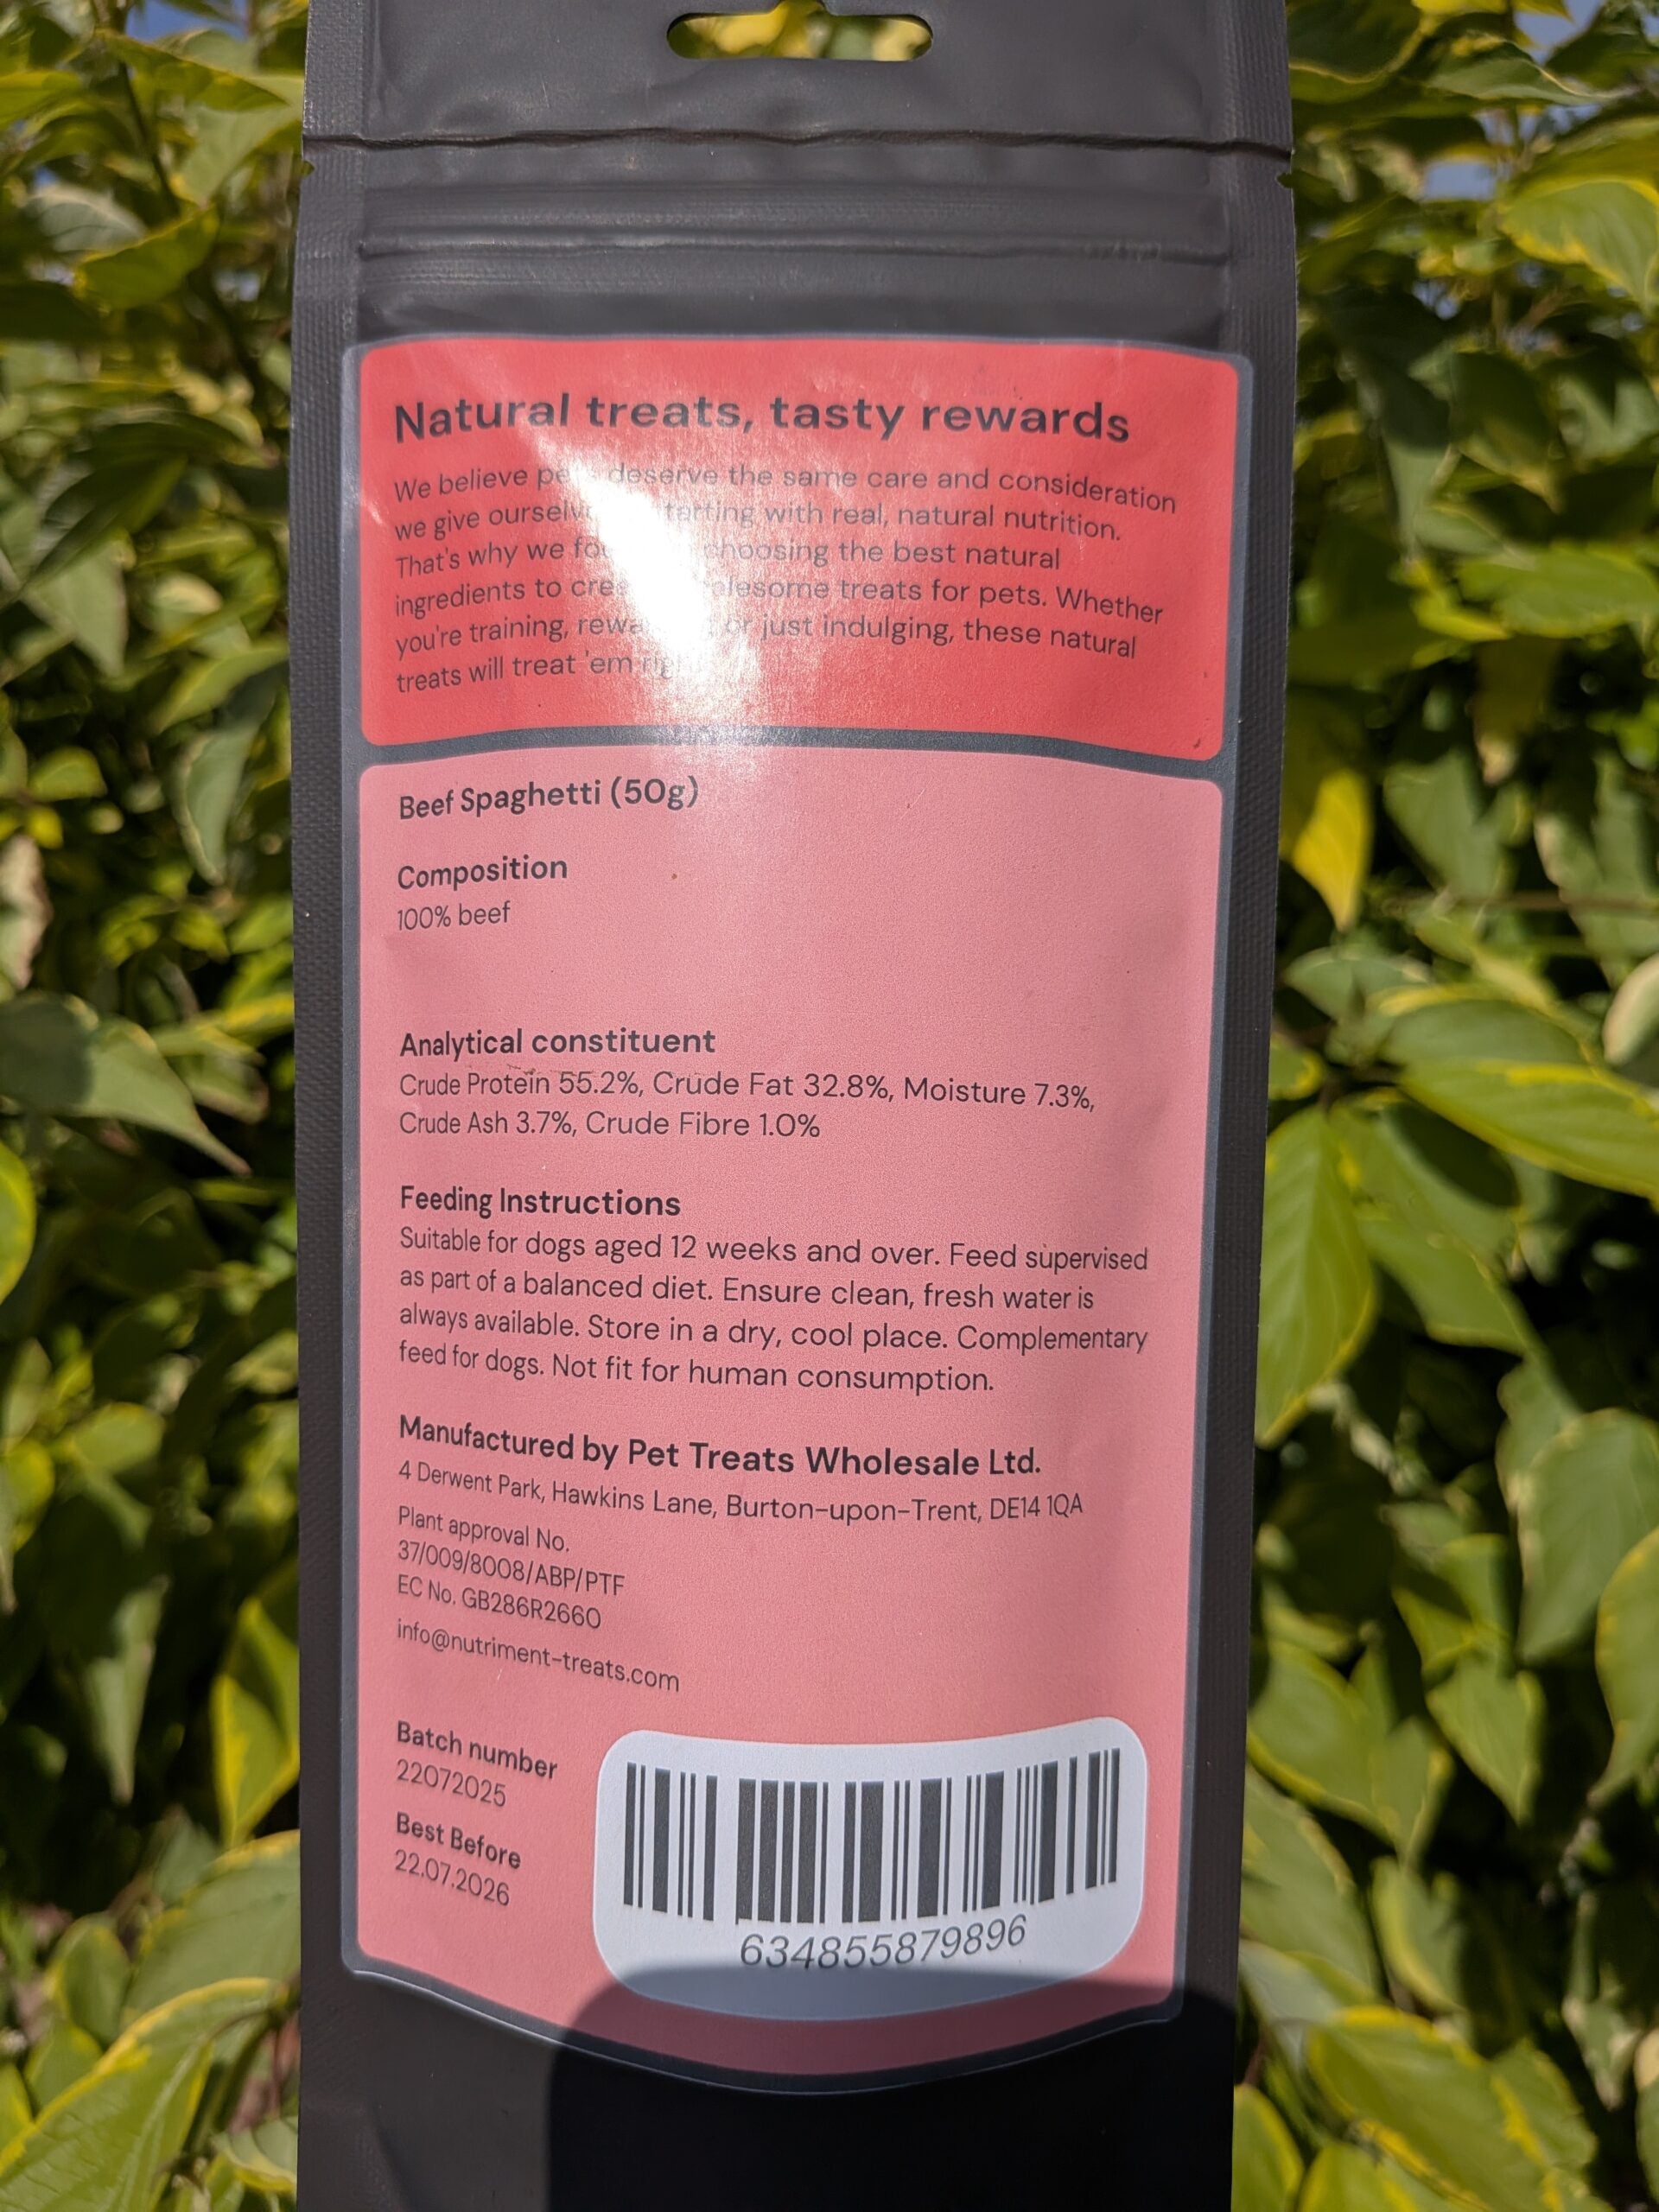 Natural treats, tasty rewards
We believe deserve the same care and consideration
we give with real, natural nutrition.
That's why we choosing the best natural
ingredients to treats for pets. Whether
you're training, or just indulging, these natural
treats will treat 'em
Beef Spaghetti (50g)
Composition
100% beef
Analytical constituent
Crude Protein 55.2%, Crude Fat 32.8%, Moisture 7.3%,
Crude Ash 3.7%, Crude Fibre 1.0%
Feeding Instructions
Suitable for dogs aged 12 weeks and over. Feed supervised
as part of a balanced diet. Ensure clean, fresh water is
always available. Store in a dry, cool place. Complementary
feed for dogs. Not fit for human consumption.
Manufactured by Pet Treats Wholesale Ltd.
4 Derwent Park, Hawkins Lane, Burton-upon-Trent, DE14 1QA
Plant approval No.
37/009/8008/ABP/PTF
EC No. GB286R2660
info@nutriment-treats.com
Batch number
22072025
Best Before
22.07.2026
634855879896